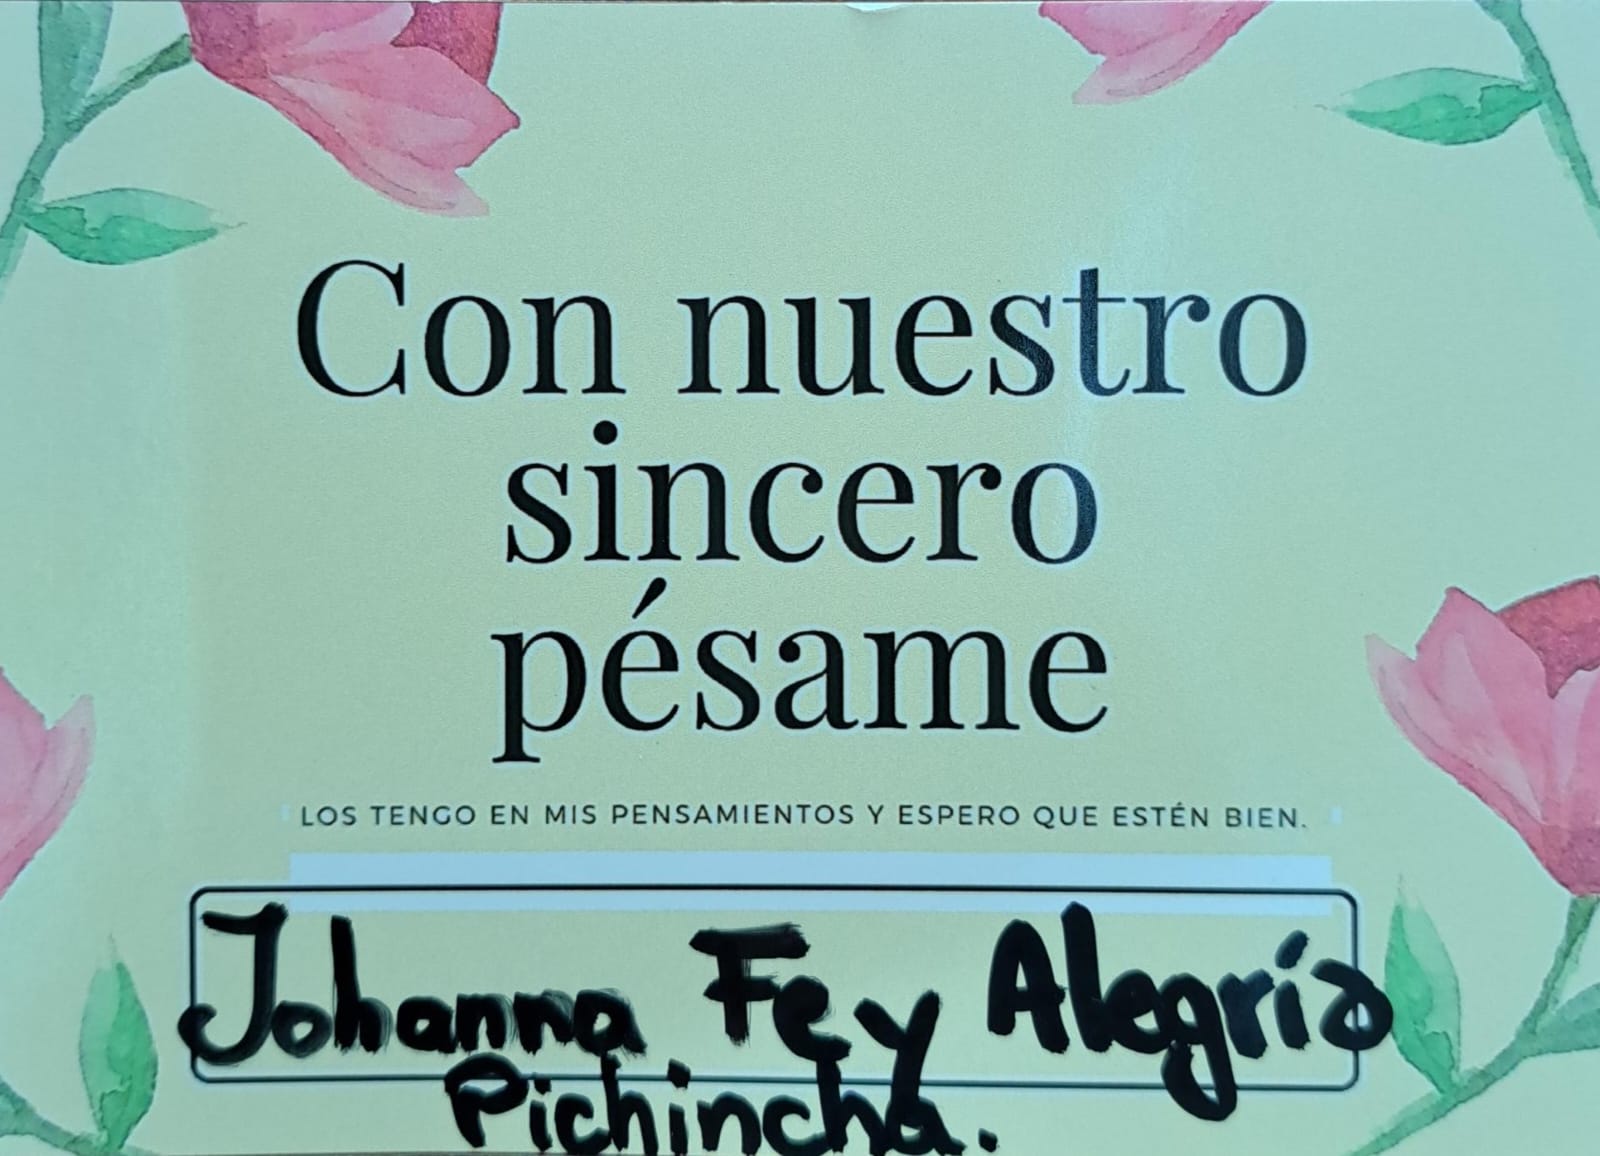 Con nuestro
sincero
pésame
LOS TENGO EN MIS PENSAMIENTOS Y ESPERO QUE ESTÉN BIEN.
Johanna Fe y Alegría
Pichincha.